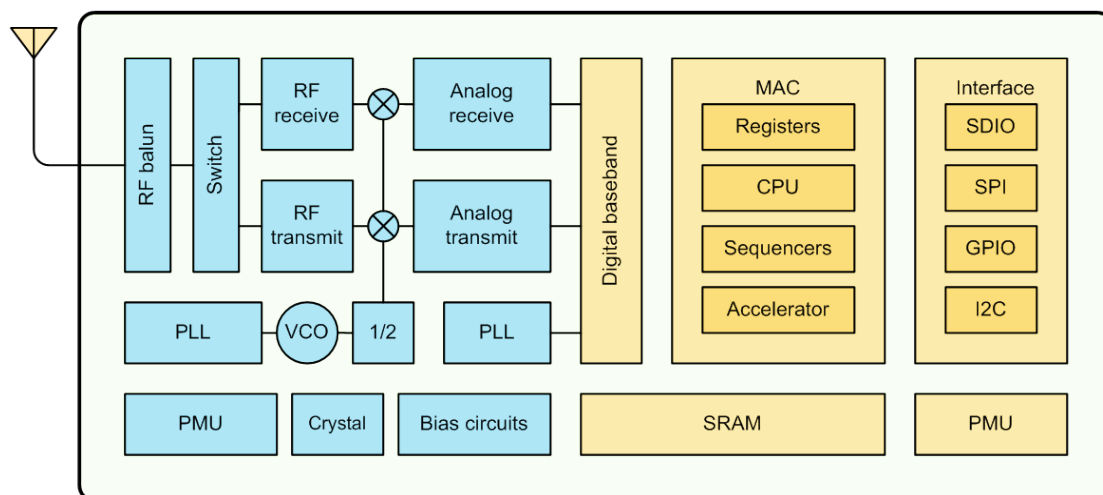 RF balun
Switch
RF
receive
Analog
receive
RF
transmit
Analog
transmit
PLL
VCO
1/2
PLL
Digital baseband
MAC
Registers
CPU
Sequencers
Accelerator
Interface
SDIO
SPI
GPIO
I2C
PMU
Crystal
Bias circuits
SRAM
PMU